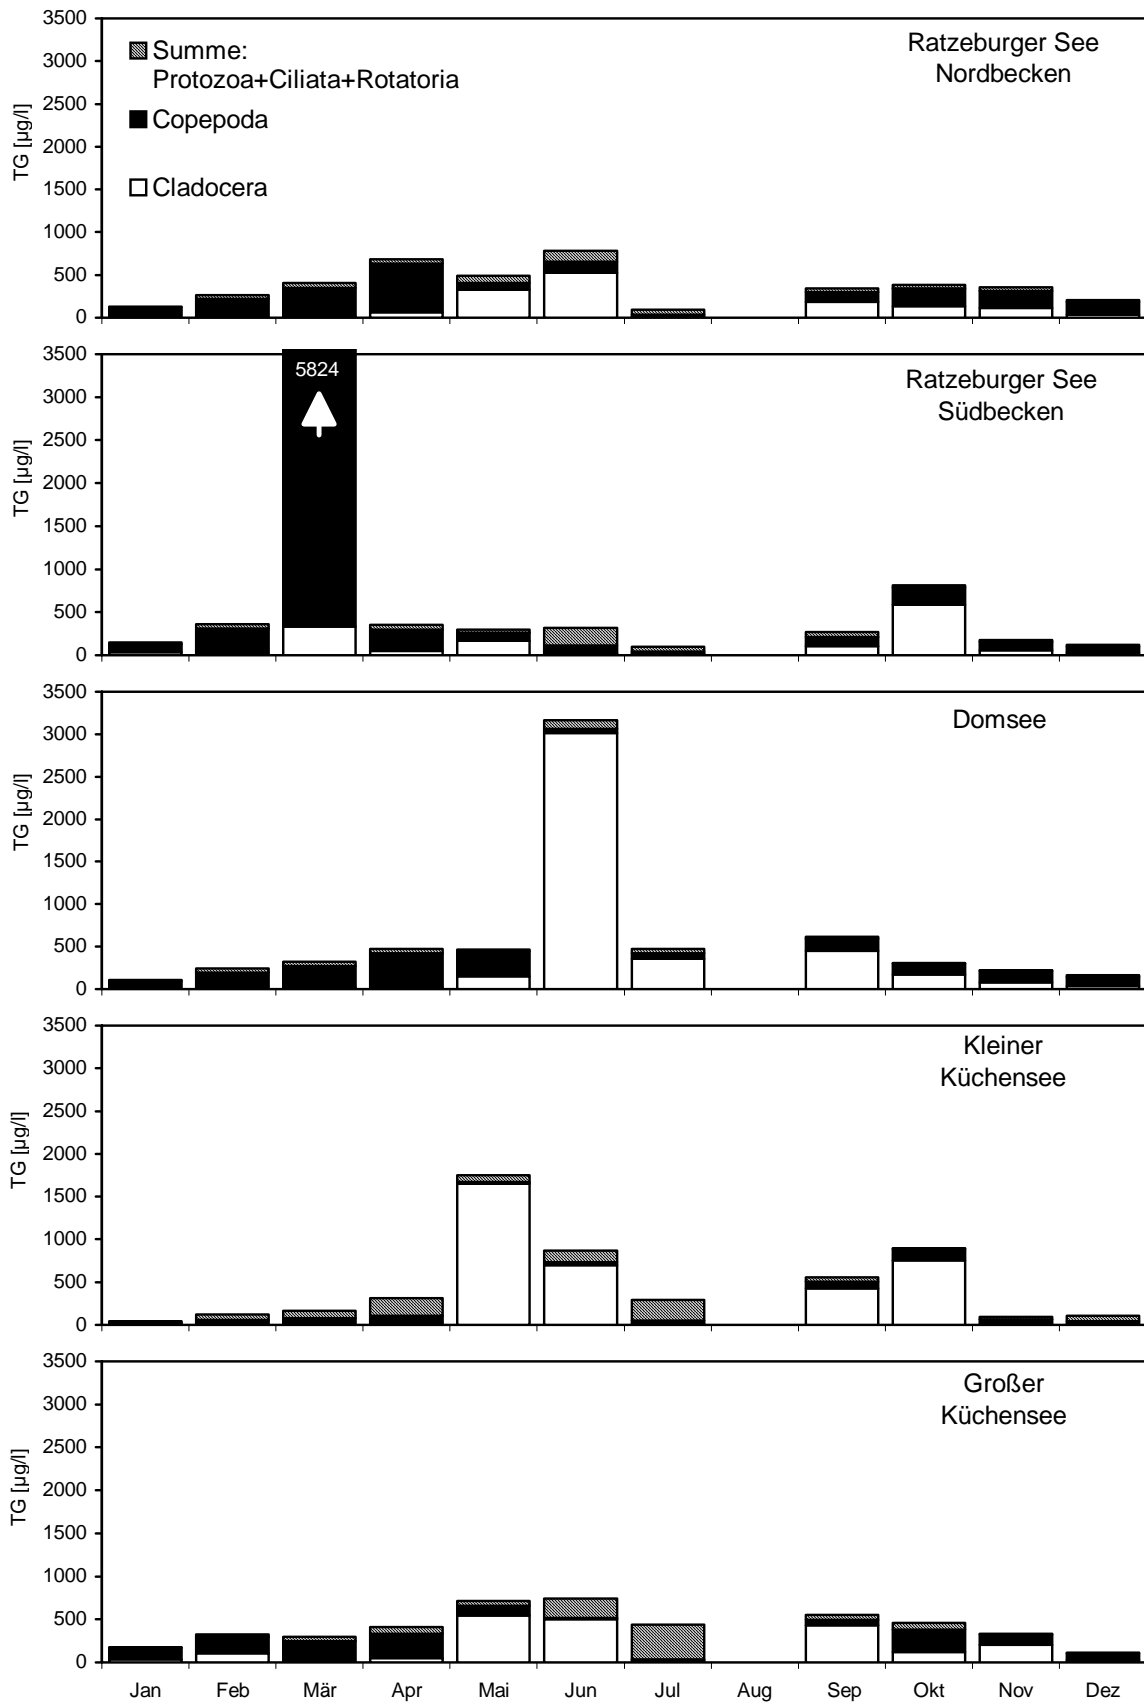 3500
3000
2500
2000
1500
1000
500
0
TG [µg/l]
Summe:
Protozoa+Ciliata+Rotatoria
Copepoda
Cladocera
Ratzeburger See
Nordbecken
3500
3000
2500
2000
1500
1000
500
0
TG [µg/l]
5824
Ratzeburger See
Südbecken
3500
3000
2500
2000
1500
1000
500
0
TG [µg/l]
Domsee
3500
3000
2500
2000
1500
1000
500
0
TG [µg/l]
Kleiner
Küchensee
3500
3000
2500
2000
1500
1000
500
0
TG [µg/l]
Großer
Küchensee
Jan Feb Mär Apr Mai Jun Jul Aug Sep Okt Nov Dez